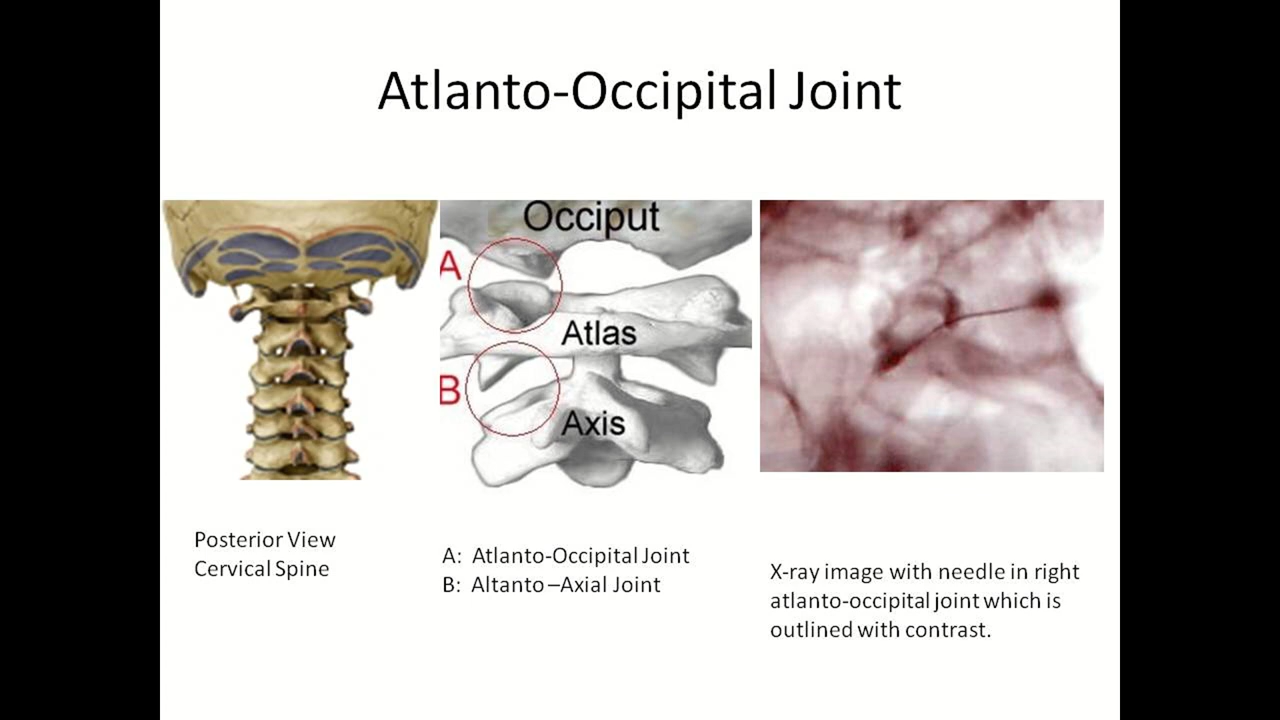 Atlanto-Occipital Joint
Occiput
A
Atlas
B
Axis
Posterior View
Cervical Spine
A: Atlanto-Occipital Joint
B: Altanto –Axial Joint
X-ray image with needle in right
atlanto-occipital joint which is
outlined with contrast.